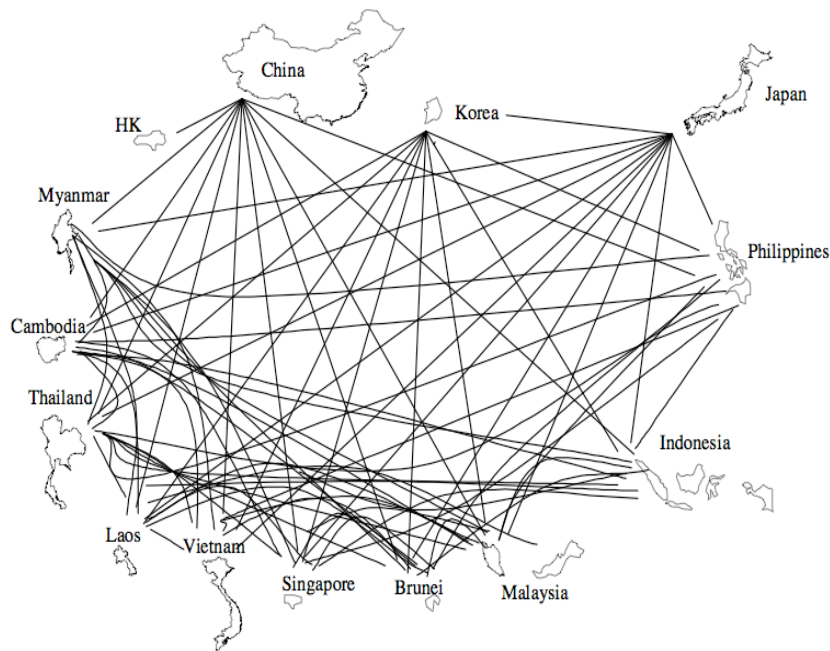 China
HK
Korea
Japan
Myanmar
Philippines
Cambodia
Thailand
Indonesia
Laos
Vietnam
Singapore
Brunei
Malaysia